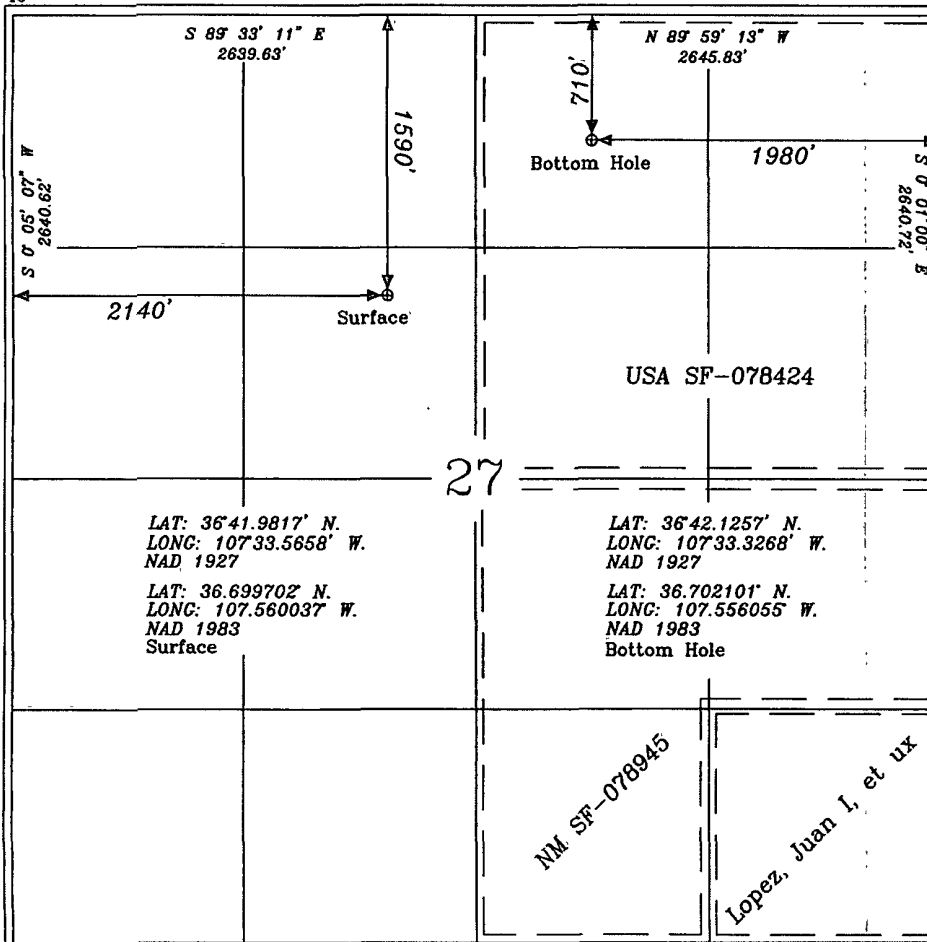 S 89° 33' 11" E
2639.63'
N 89° 59' 13" W
2645.83'
1590'
710'
Bottom Hole
1980'
S 0° 05' 07" W
2640.62'
S 0° 01' 00" E
2640.72'
2140'
Surface
USA SF-078424
27
LAT: 36°41.9817' N.
LONG: 107°33.5658' W.
NAD 1927
LAT: 36.699702° N.
LONG: 107.560037° W.
NAD 1983
Surface
LAT: 36°42.1257' N.
LONG: 107°33.3268' W.
NAD 1927
LAT: 36.702101° N.
LONG: 107.556055° W.
NAD 1983
Bottom Hole
NM SF-078945
Lopez, Juan I, et ux